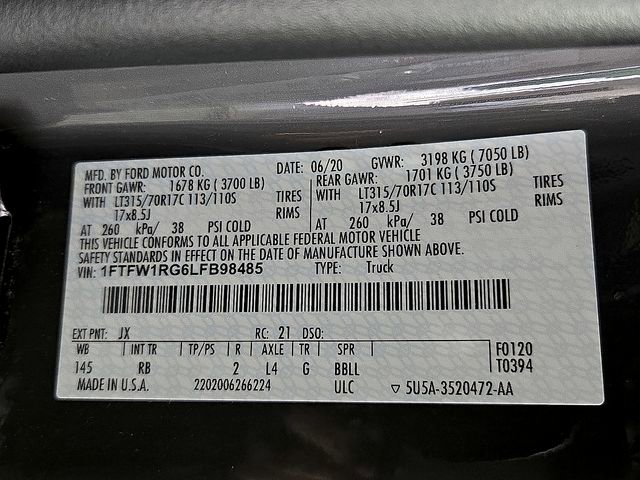 MFD. BY FORD MOTOR CO. DATE: 06/20 GVWR: 3198 KG ( 7050 LB)
FRONT GAWR: 1678 KG ( 3700 LB) REAR GAWR: 1701 KG ( 3750 LB)
WITH LT315/70R17C 113/110S TIRES WITH LT315/70R17C 113/110S TIRES
17x8.5J RIMS 17x8.5J RIMS
AT 260 kPa/ 38 PSI COLD AT 260 kPa/ 38 PSI COLD
THIS VEHICLE CONFORMS TO ALL APPLICABLE FEDERAL MOTOR VEHICLE
SAFETY STANDARDS IN EFFECT ON THE DATE OF MANUFACTURE SHOWN ABOVE.
VIN: 1FTFW1RG6LFB98485 TYPE: Truck
EXT PNT: JX RC: 21 DSO:
WB INT TR TP/PS R AXLE TR SPR F0120
145 RB 2 L4 G BBLL T0394
MADE IN U.S.A. 2202006266224 ULC ▽ 5U5A-3520472-AA